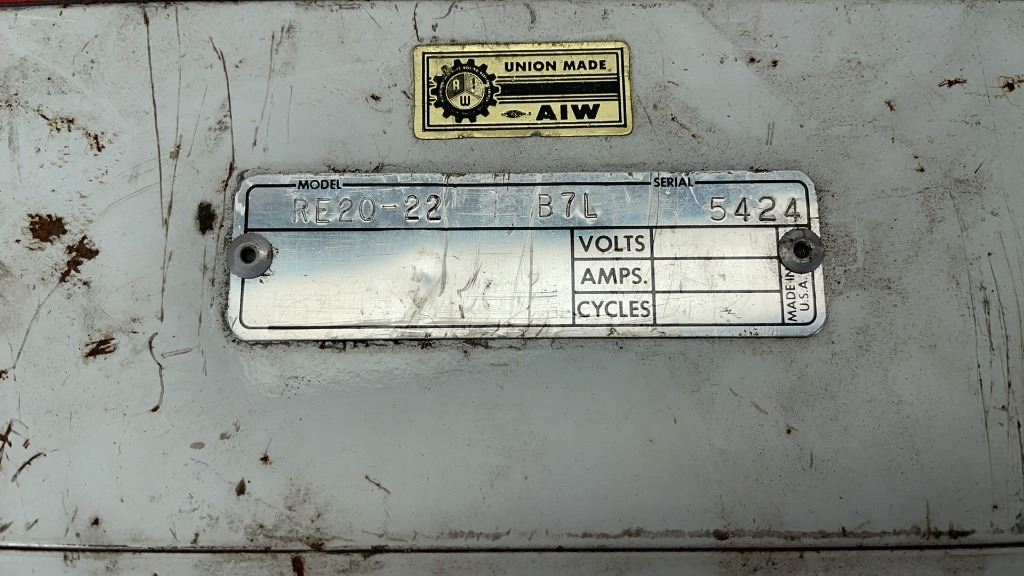 UNION MADE
AIW
MODEL SERIAL
RE20-22 B7L 5424
VOLTS
AMPS.
CYCLES
MADE IN
U.S.A.